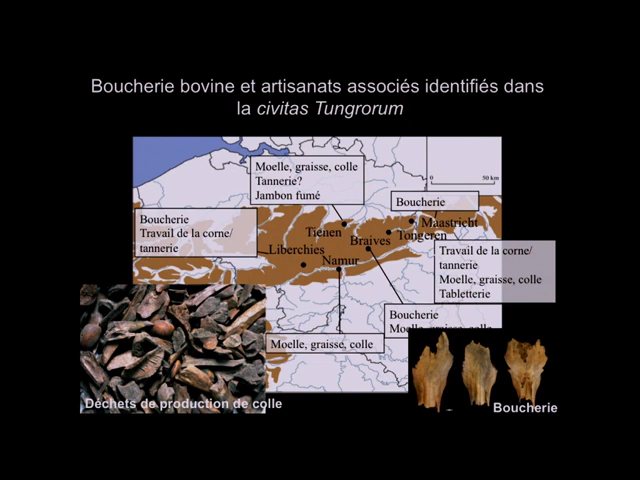 Boucherie bovine et artisanats associés identifiés dans
la civitas Tungrorum
0 50 km
Moelle, graisse, colle
Tannerie?
Jambon fumé
Boucherie
Boucherie
Travail de la corne/
tannerie
Maastricht
Tienen
Tongeren
Braives
Liberchies
Namur
Travail de la corne/
tannerie
Moelle, graisse, colle
Tabletterie
Boucherie
Moelle, graisse, colle
Moelle, graisse, colle
Déchets de production de colle
Boucherie